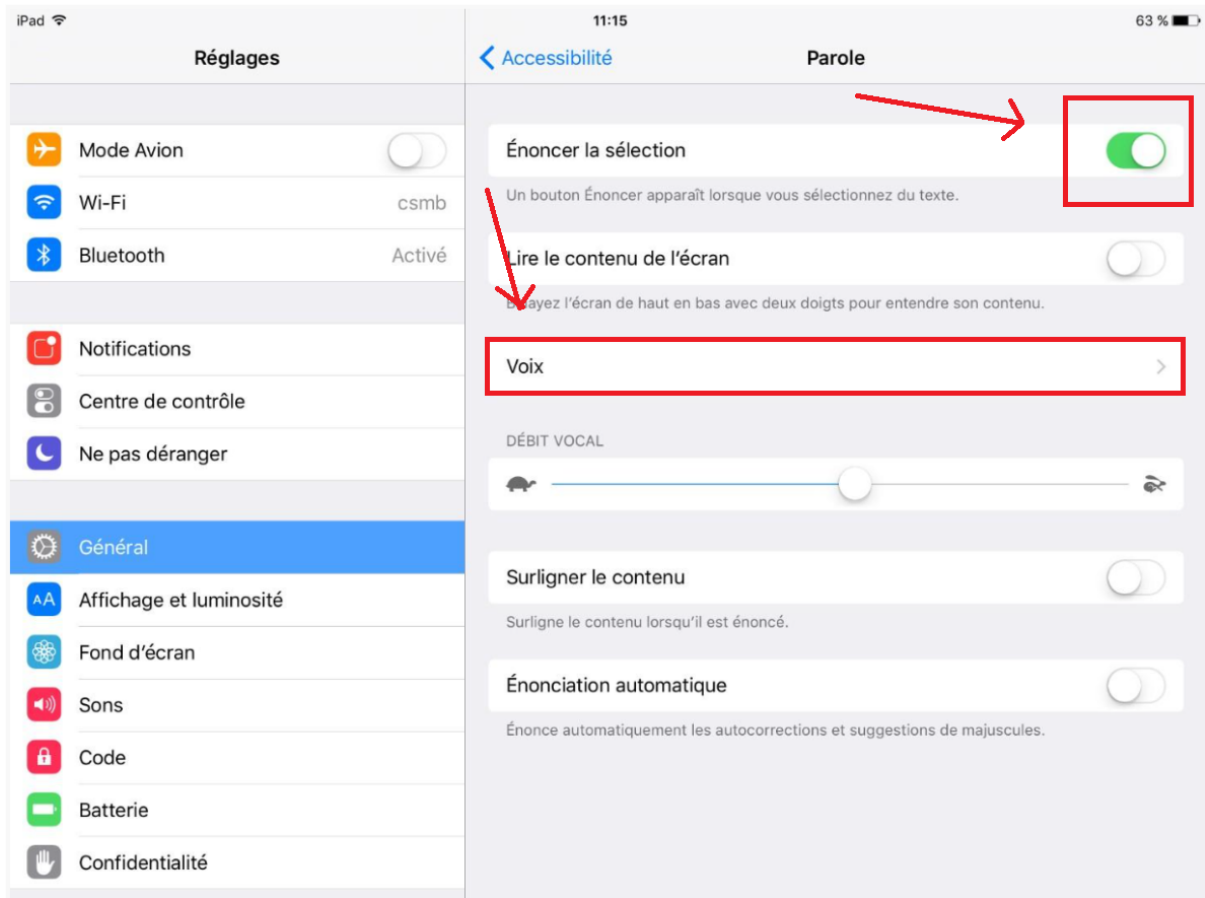 iPad
11:15
63 %
Réglages
Mode Avion
Wi-Fi
csmb
Bluetooth
Activé
Notifications
Centre de contrôle
Ne pas déranger
Général
AA Affichage et luminosité
Fond d'écran
Sons
Code
Batterie
Confidentialité
Accessibilité
Parole
Énoncer la sélection
Un bouton Énoncer apparaît lorsque vous sélectionnez du texte.
Lire le contenu de l'écran
l'écran de haut en bas avec deux doigts pour entendre son contenu.
Voix
DÉBIT VOCAL
Surligner le contenu
Surligne le contenu lorsqu'il est énoncé.
Énonciation automatique
Énonce automatiquement les autocorrections et suggestions de majuscules.